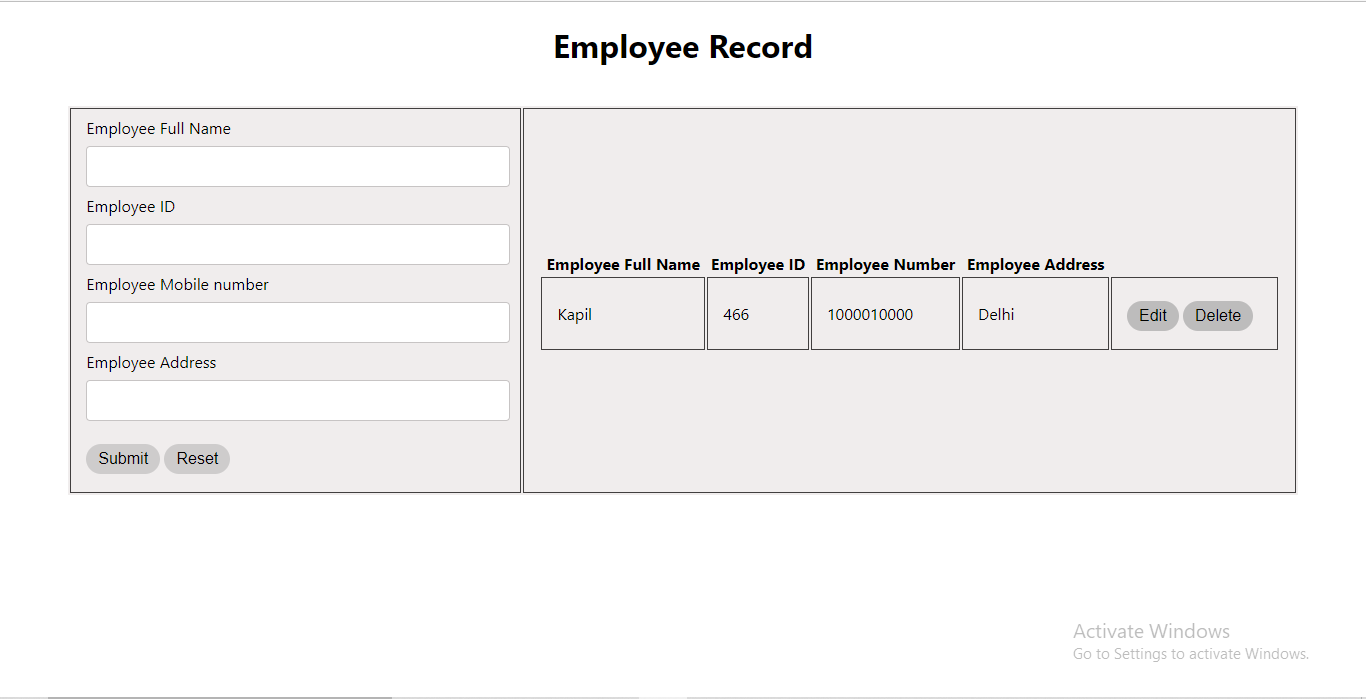 Employee Record
Employee Full Name
Employee ID
Employee Mobile number
Employee Address
Submit Reset
Employee Full Name Employee ID Employee Number Employee Address
Kapil 466 1000010000 Delhi Edit Delete
Activate Windows
Go to Settings to activate Windows.